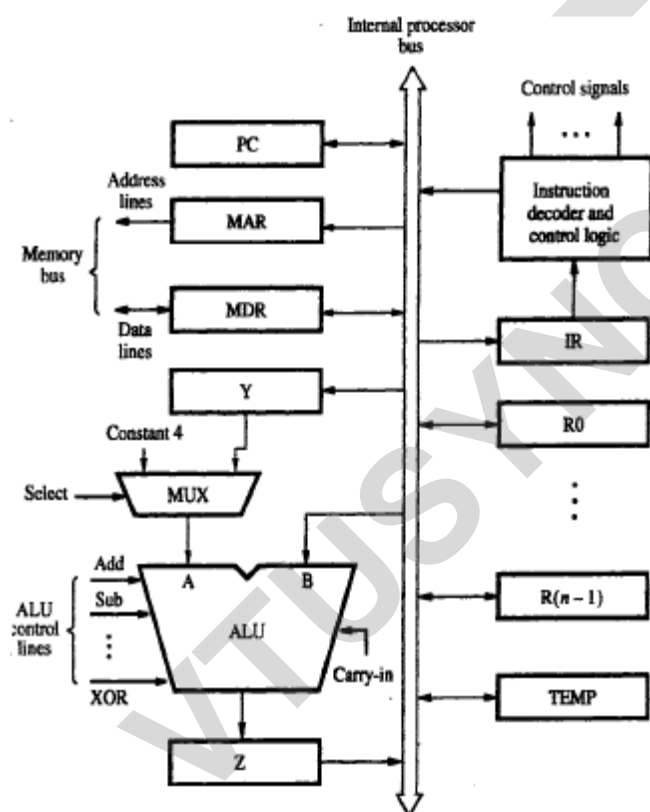 Internal processor
bus
Control signals
...
PC
Address
lines
MAR
Instruction
decoder and
control logic
Memory
bus
MDR
Data
lines
IR
Y
R0
Constant 4
Select
MUX
Add
A
B
Sub
ALU
control
lines
ALU
R(n − 1)
Carry-in
XOR
TEMP
Z
VTUSYNC